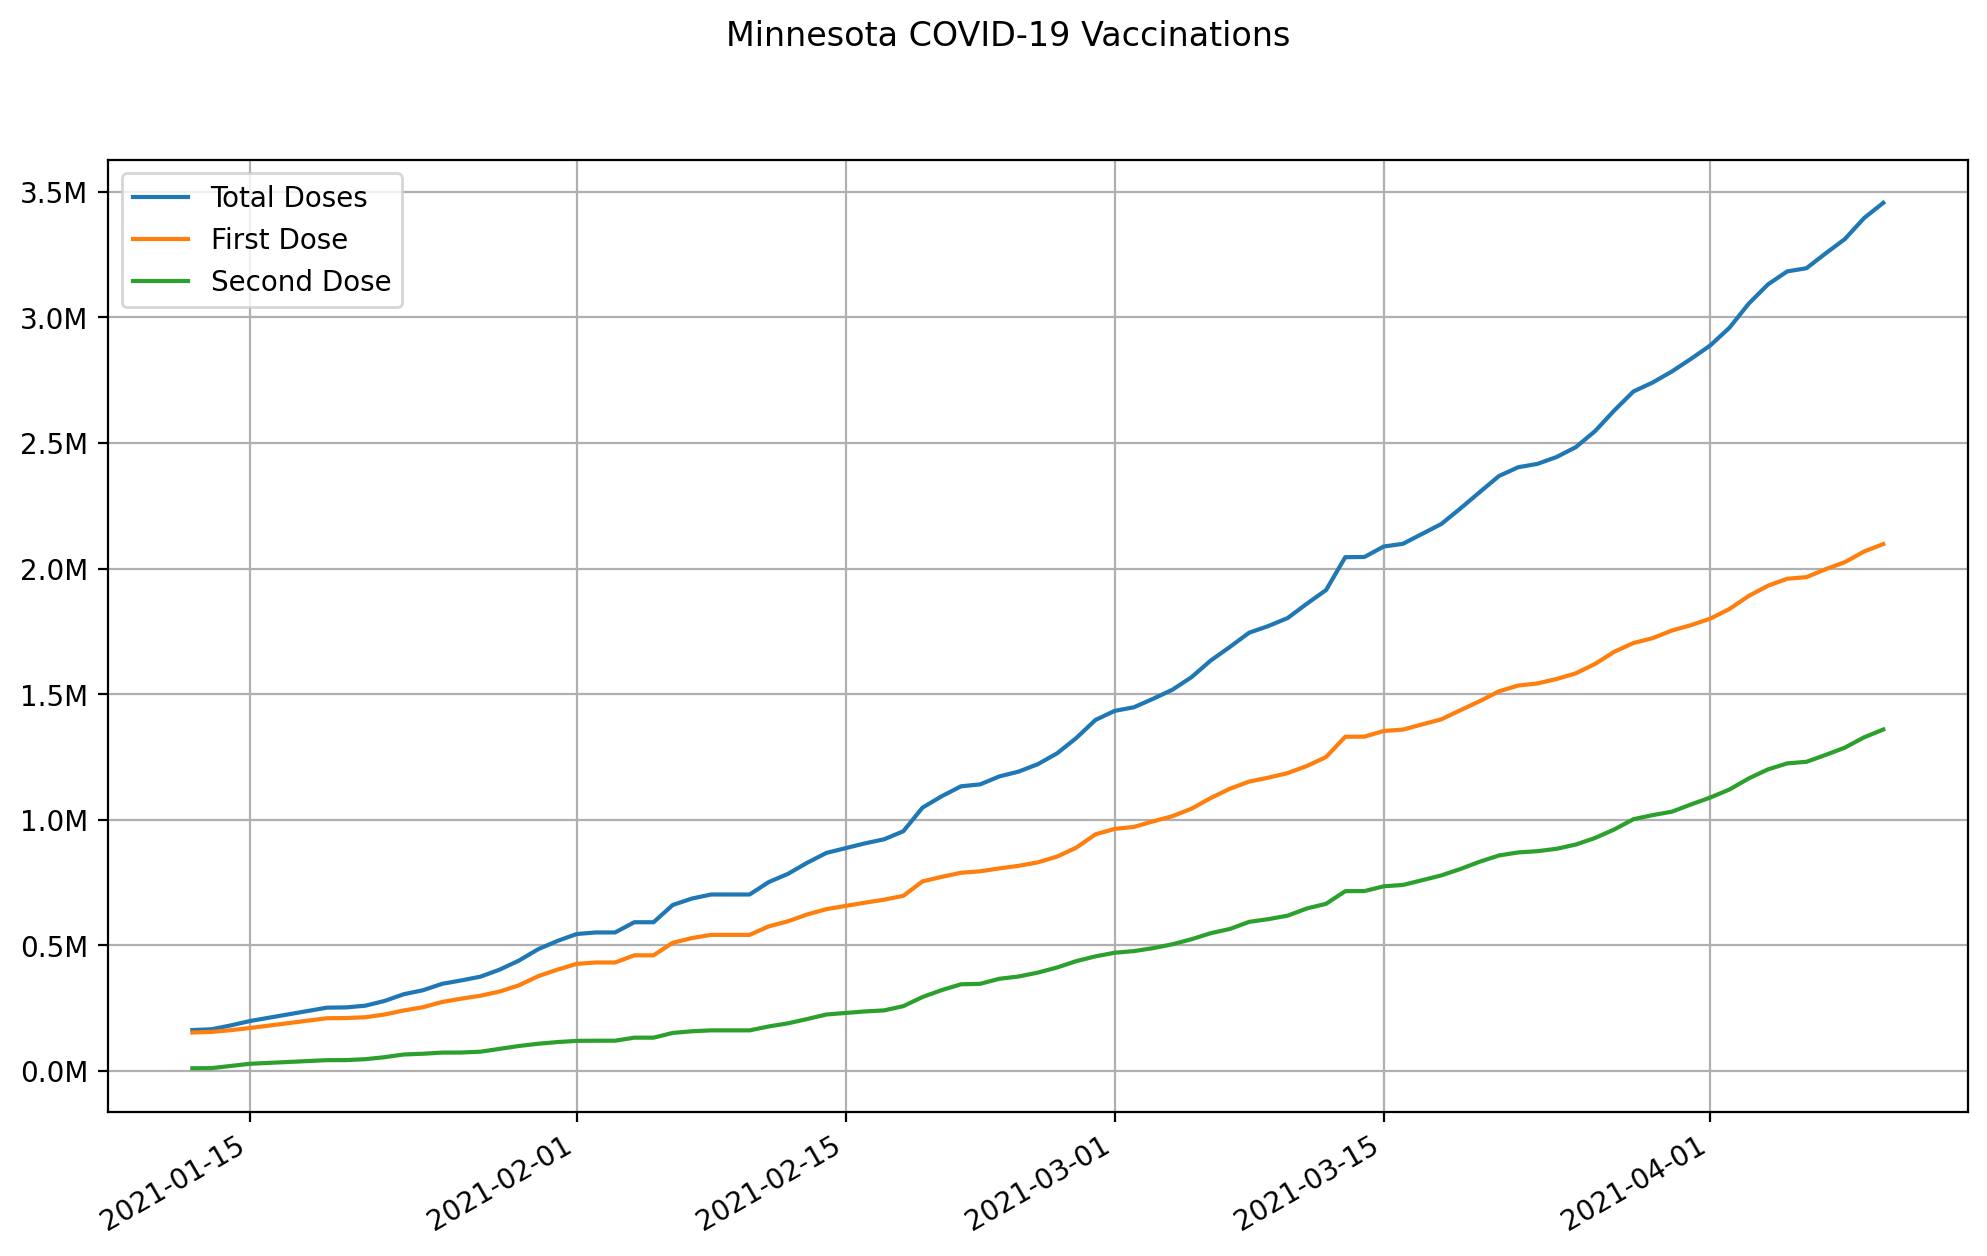 Minnesota COVID-19 Vaccinations
3.5M
3.0M
2.5M
2.0M
1.5M
1.0M
0.5M
0.0M
Total Doses
First Dose
Second Dose
2021-01-15
2021-02-01
2021-02-15
2021-03-01
2021-03-15
2021-04-01